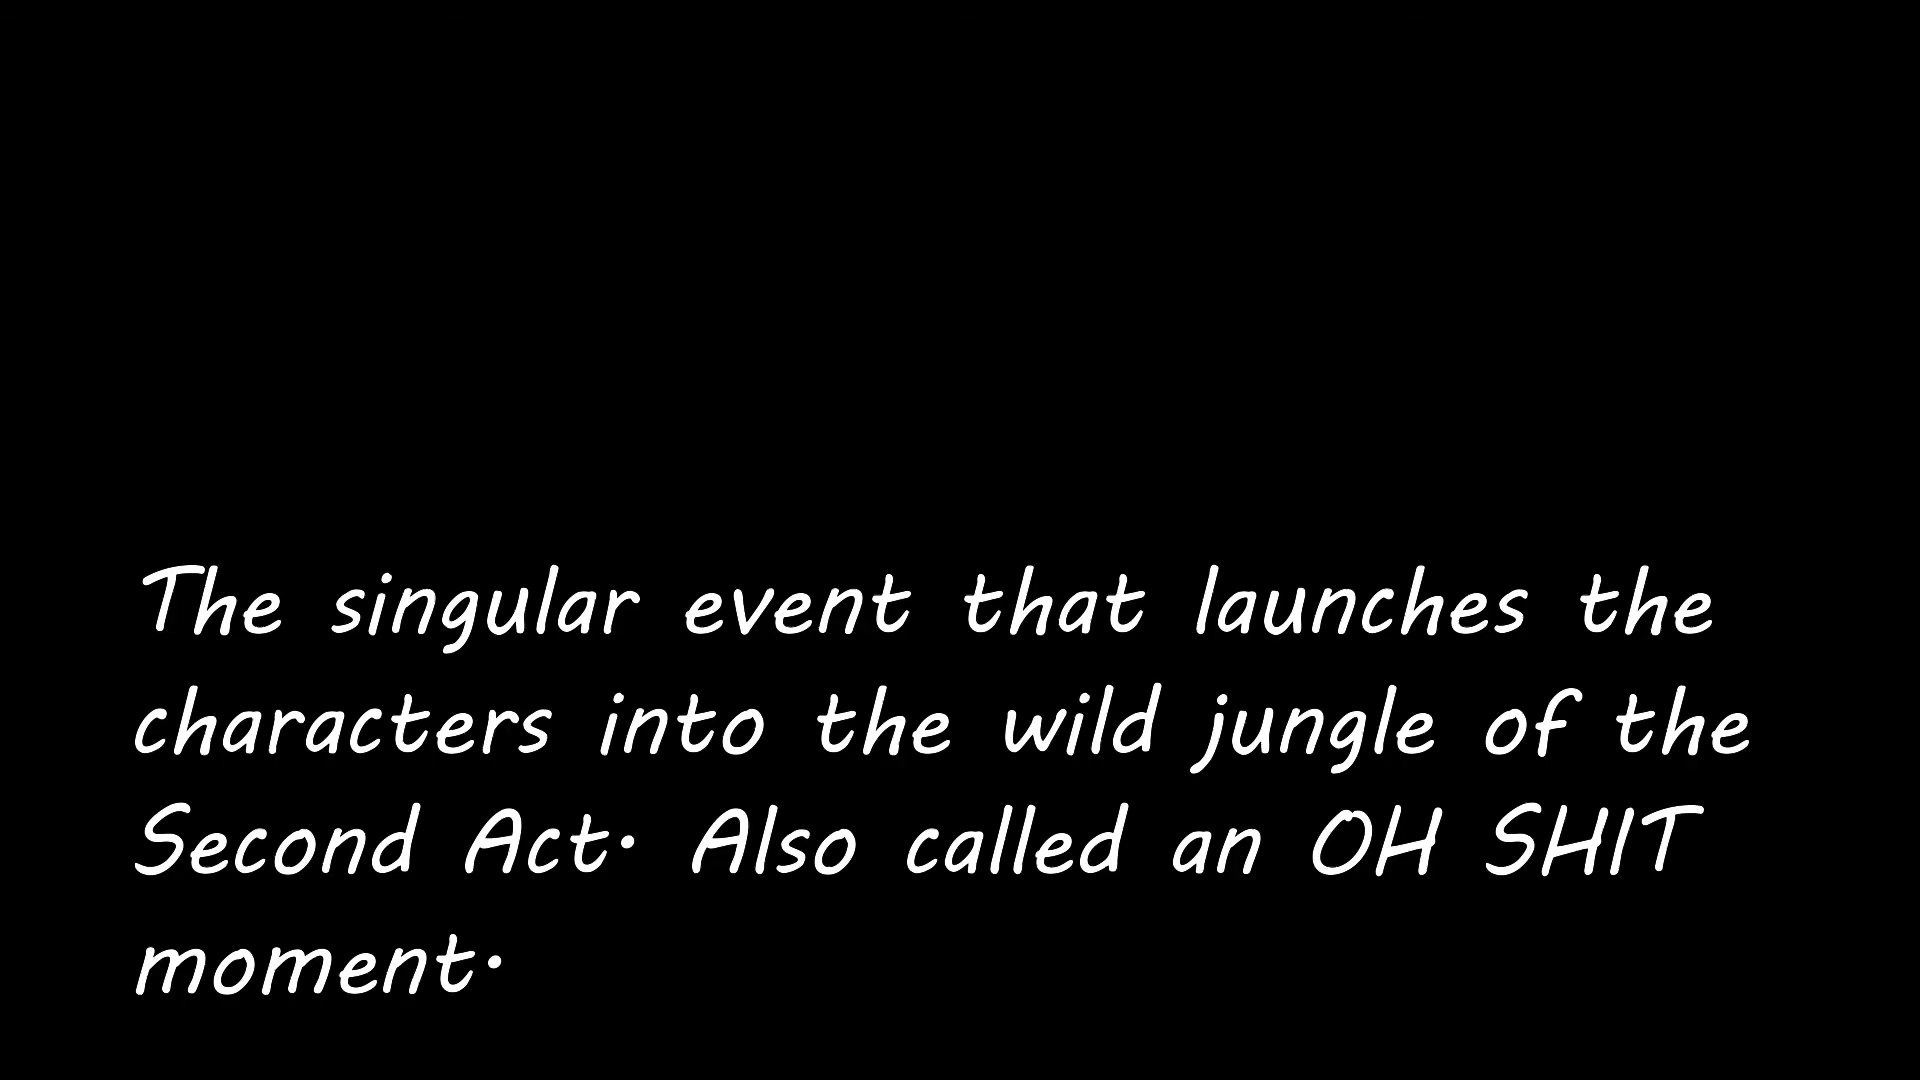 The singular event that launches the
characters into the wild jungle of the
Second Act. Also called an OH SHIT
moment.